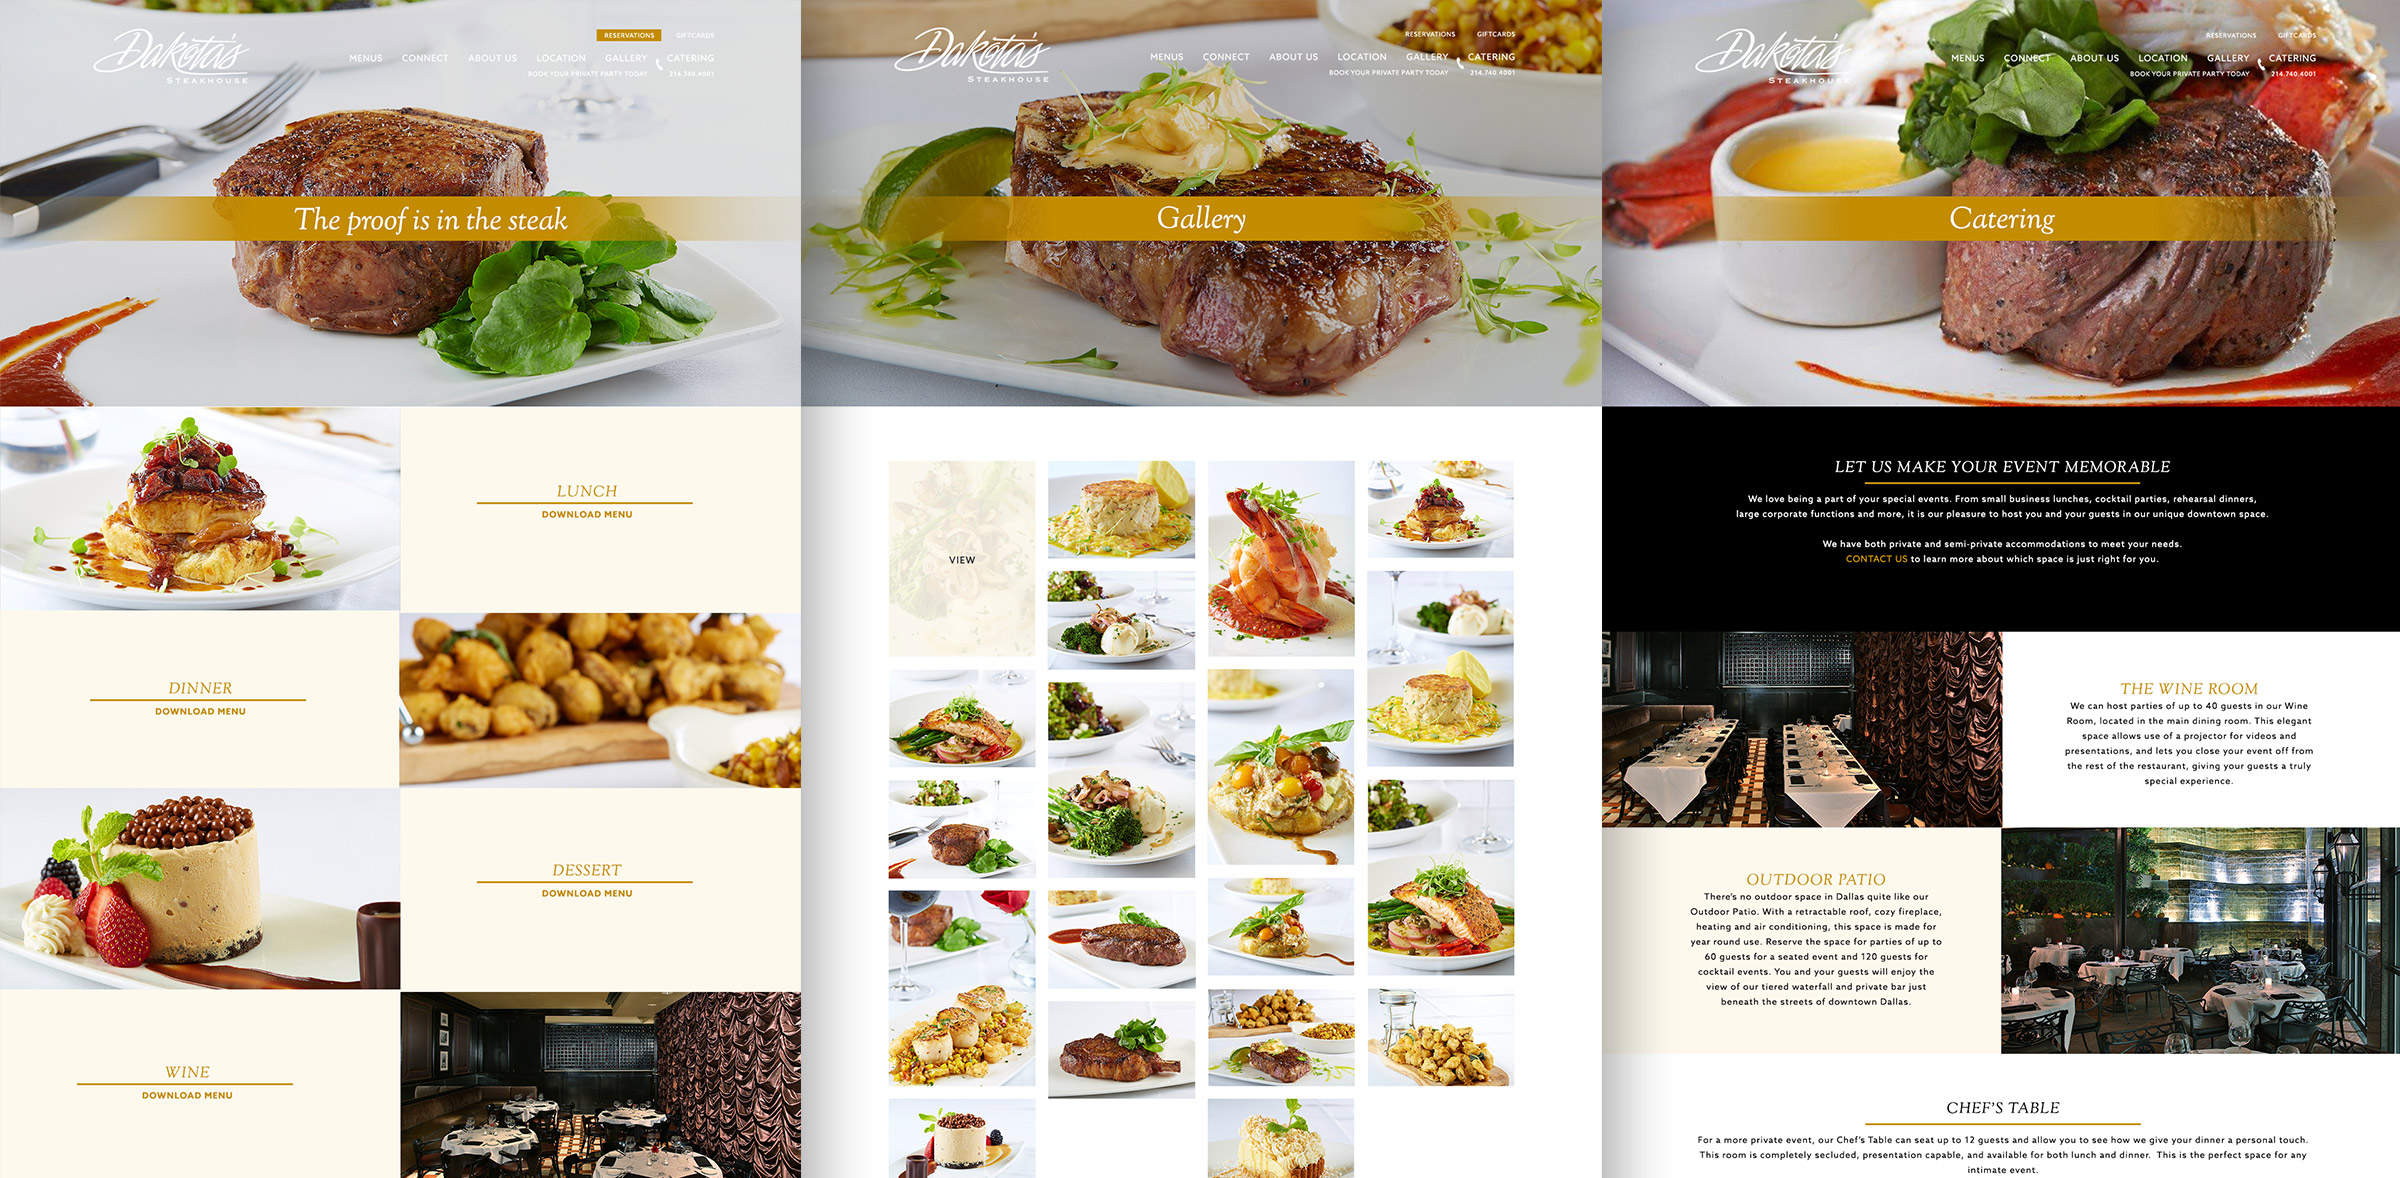 Dakota's
STEAKHOUSE
RESERVATIONS GIFTCARDS
MENUS CONNECT ABOUT US LOCATION GALLERY CATERING
BOOK YOUR PRIVATE PARTY TODAY 214.740.4001
The proof is in the steak
LUNCH
DOWNLOAD MENU
DINNER
DOWNLOAD MENU
DESSERT
DOWNLOAD MENU
WINE
DOWNLOAD MENU
Dakota's
STEAKHOUSE
RESERVATIONS GIFTCARDS
MENUS CONNECT ABOUT US LOCATION GALLERY CATERING
BOOK YOUR PRIVATE PARTY TODAY 214.740.4001
Gallery
VIEW
Dakota's
STEAKHOUSE
RESERVATIONS GIFTCARDS
MENUS CONNECT ABOUT US LOCATION GALLERY CATERING
BOOK YOUR PRIVATE PARTY TODAY 214.740.4001
Catering
LET US MAKE YOUR EVENT MEMORABLE
We love being a part of your special events. From small business lunches, cocktail parties, rehearsal dinners,
large corporate functions and more, it is our pleasure to host you and your guests in our unique downtown space.
We have both private and semi-private accommodations to meet your needs.
CONTACT US to learn more about which space is just right for you.
THE WINE ROOM
We can host parties of up to 40 guests in our Wine
Room, located in the main dining room. This elegant
space allows use of a projector for videos and
presentations, and lets you close your event off from
the rest of the restaurant, giving your guests a truly
special experience.
OUTDOOR PATIO
There's no outdoor space in Dallas quite like our
Outdoor Patio. With a retractable roof, cozy fireplace,
heating and air conditioning, this space is made for
year round use. Reserve the space for parties of up to
60 guests for a seated event and 120 guests for
cocktail events. You and your guests will enjoy the
view of our tiered waterfall and private bar just
beneath the streets of downtown Dallas.
CHEF'S TABLE
For a more private event, our Chef's Table can seat up to 12 guests and allow you to see how we give your dinner a personal touch.
This room is completely secluded, presentation capable, and available for both lunch and dinner. This is the perfect space for any
intimate event.